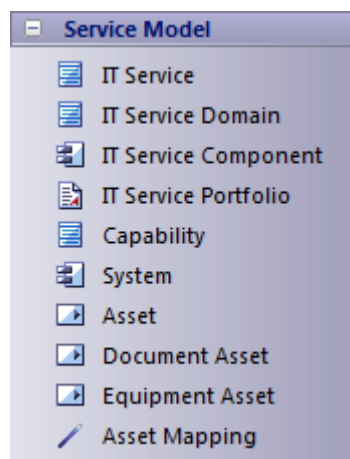 Service Model
IT Service
IT Service Domain
IT Service Component
IT Service Portfolio
Capability
System
Asset
Document Asset
Equipment Asset
Asset Mapping